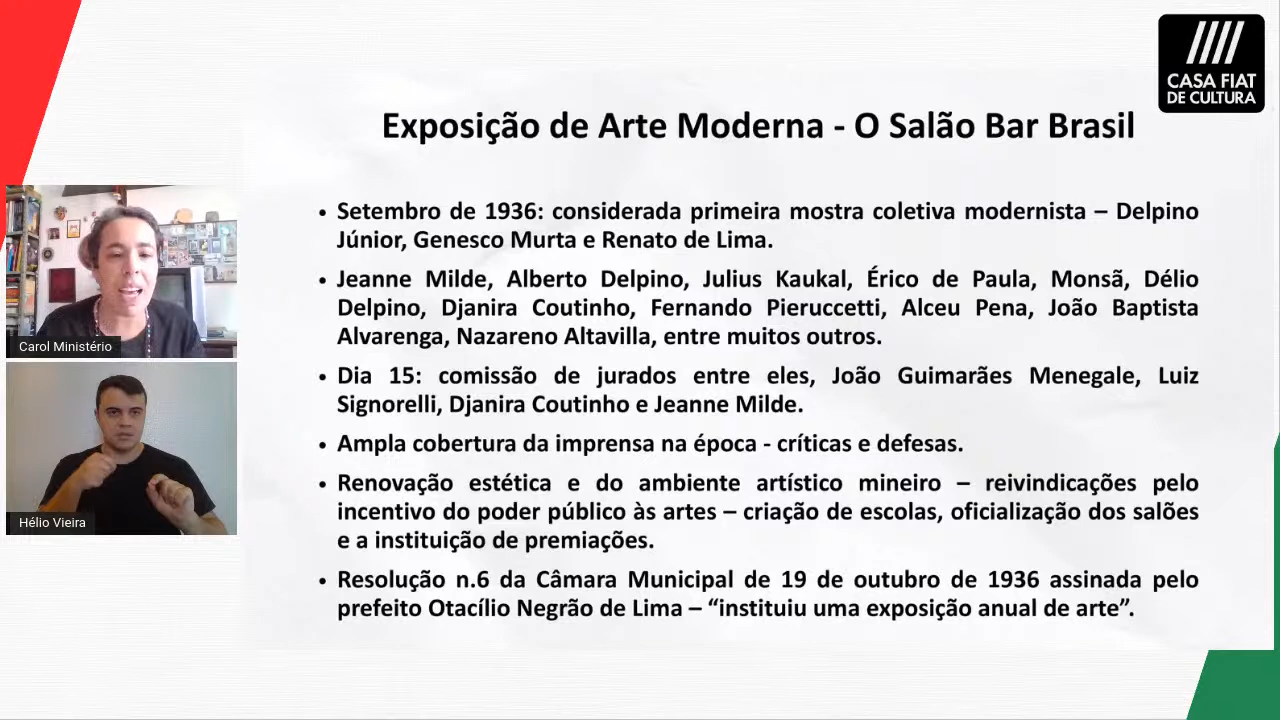 CASA FIAT
DE CULTURA
Exposição de Arte Moderna - O Salão Bar Brasil
• Setembro de 1936: considerada primeira mostra coletiva modernista – Delpino
Júnior, Genesco Murta e Renato de Lima.
• Jeanne Milde, Alberto Delpino, Julius Kaukal, Érico de Paula, Monsã, Délio
Delpino, Djanira Coutinho, Fernando Pieruccetti, Alceu Pena, João Baptista
Alvarenga, Nazareno Altavilla, entre muitos outros.
• Dia 15: comissão de jurados entre eles, João Guimarães Menegale, Luiz
Signorelli, Djanira Coutinho e Jeanne Milde.
• Ampla cobertura da imprensa na época - críticas e defesas.
• Renovação estética e do ambiente artístico mineiro – reivindicações pelo
incentivo do poder público às artes – criação de escolas, oficialização dos salões
e a instituição de premiações.
• Resolução n.6 da Câmara Municipal de 19 de outubro de 1936 assinada pelo
prefeito Otacílio Negrão de Lima – “instituiu uma exposição anual de arte”.
Carol Ministério
Hélio Vieira